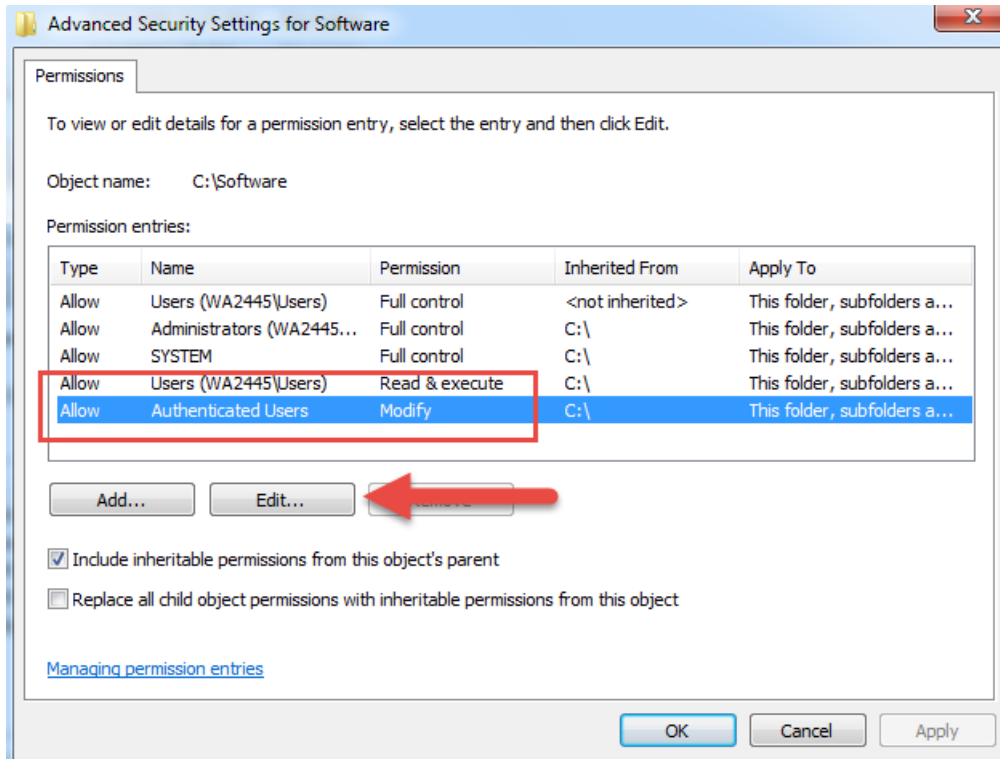 Advanced Security Settings for Software
Permissions
To view or edit details for a permission entry, select the entry and then click Edit.
Object name: C:\Software
Permission entries:
Type Name Permission Inherited From Apply To
Allow Users (WA2445\Users) Full control <not inherited> This folder, subfolders a...
Allow Administrators (WA2445... Full control C:\ This folder, subfolders a...
Allow SYSTEM Full control C:\ This folder, subfolders a...
Allow Users (WA2445\Users) Read & execute C:\ This folder, subfolders a...
Allow Authenticated Users Modify C:\ This folder, subfolders a...
Add... Edit...
Include inheritable permissions from this object's parent
Replace all child object permissions with inheritable permissions from this object
Managing permission entries
OK Cancel Apply